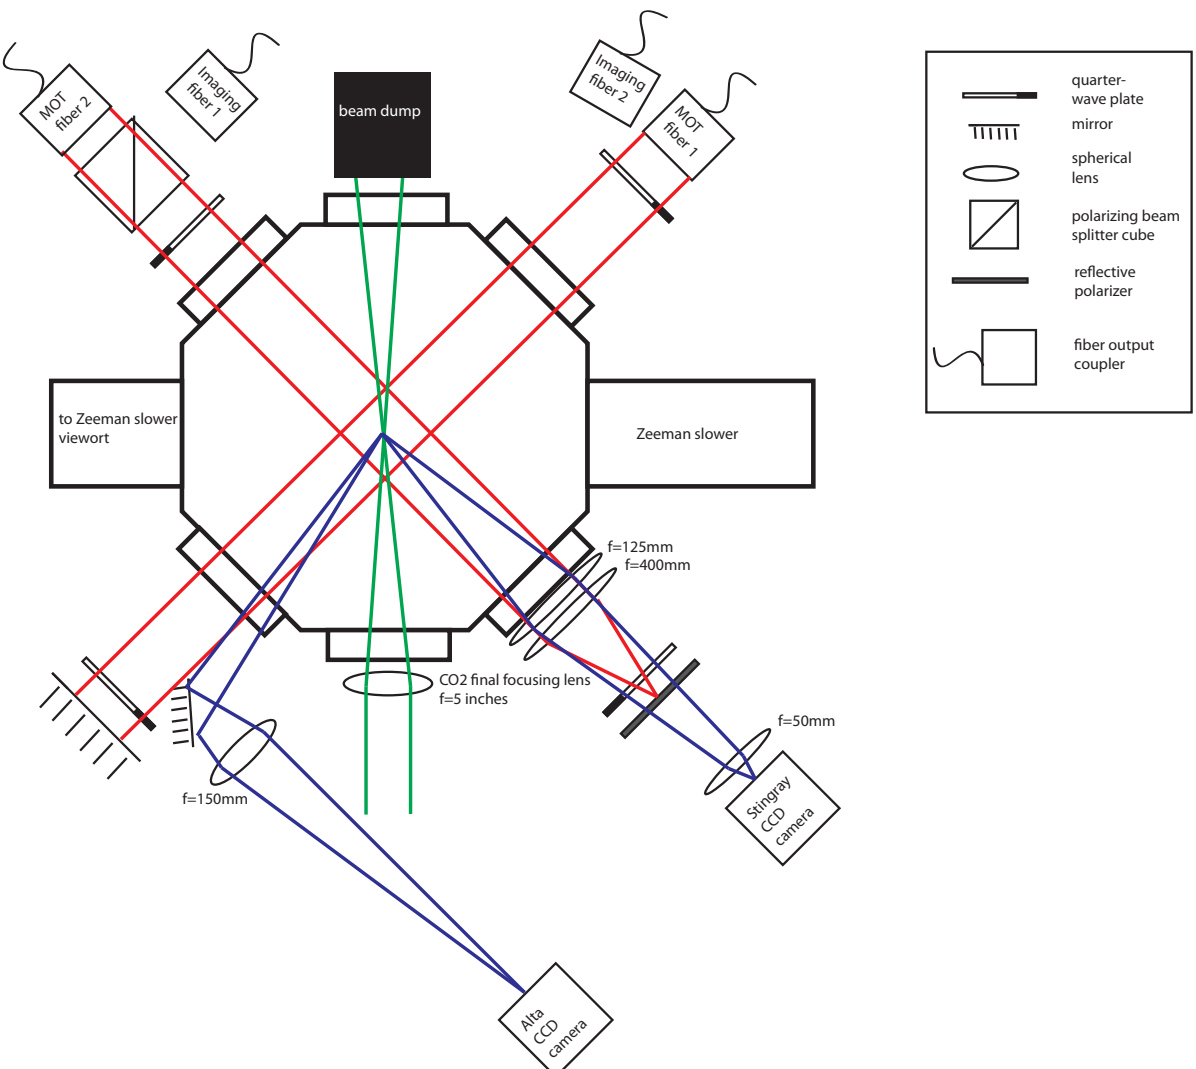 MOT
fiber 2
Imaging
fiber 1
beam dump
Imaging
fiber 2
MOT
fiber 1
quarter-
wave plate
mirror
spherical
lens
polarizing beam
splitter cube
reflective
polarizer
fiber output
coupler
to Zeeman slower
viewort
Zeeman slower
f=125mm
f=400mm
CO2 final focusing lens
f=5 inches
f=50mm
f=150mm
Stingray
CCD
camera
Alta
CCD
camera